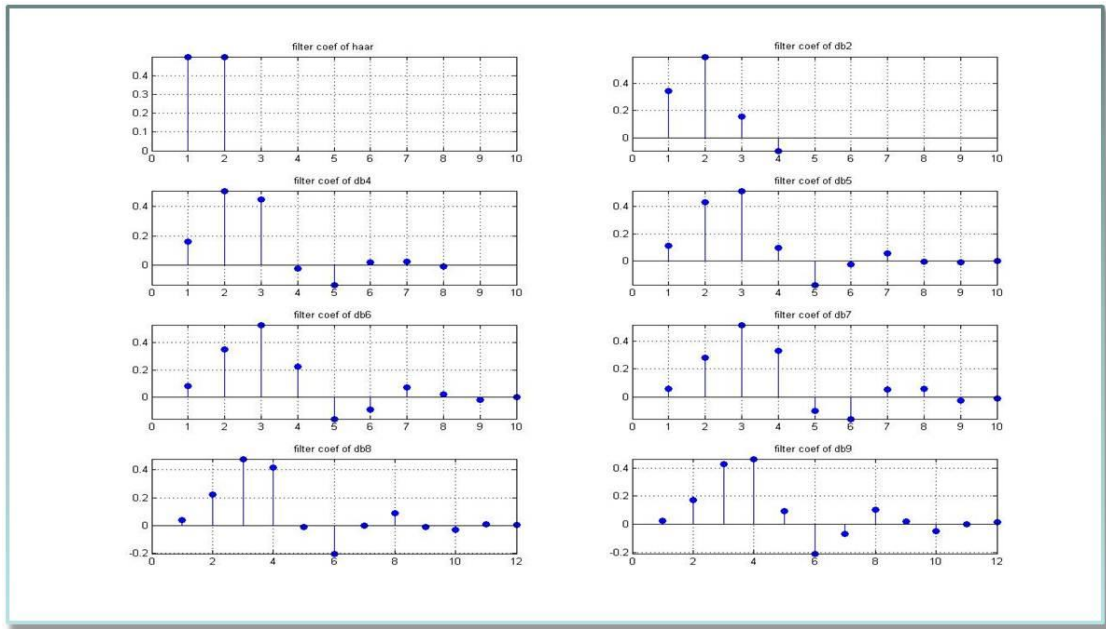 filter coef of haar
0.4
0.3
0.2
0.1
0
0 1 2 3 4 5 6 7 8 9 10
filter coef of db2
0.4
0.2
0
0 1 2 3 4 5 6 7 8 9 10
filter coef of db4
0.4
0.2
0
0 1 2 3 4 5 6 7 8 9 10
filter coef of db5
0.4
0.2
0
0 1 2 3 4 5 6 7 8 9 10
filter coef of db6
0.4
0.2
0
0 1 2 3 4 5 6 7 8 9 10
filter coef of db7
0.4
0.2
0
0 1 2 3 4 5 6 7 8 9 10
filter coef of db8
0.4
0.2
0
-0.2
0 2 4 6 8 10 12
filter coef of db9
0.4
0.2
0
-0.2
0 2 4 6 8 10 12